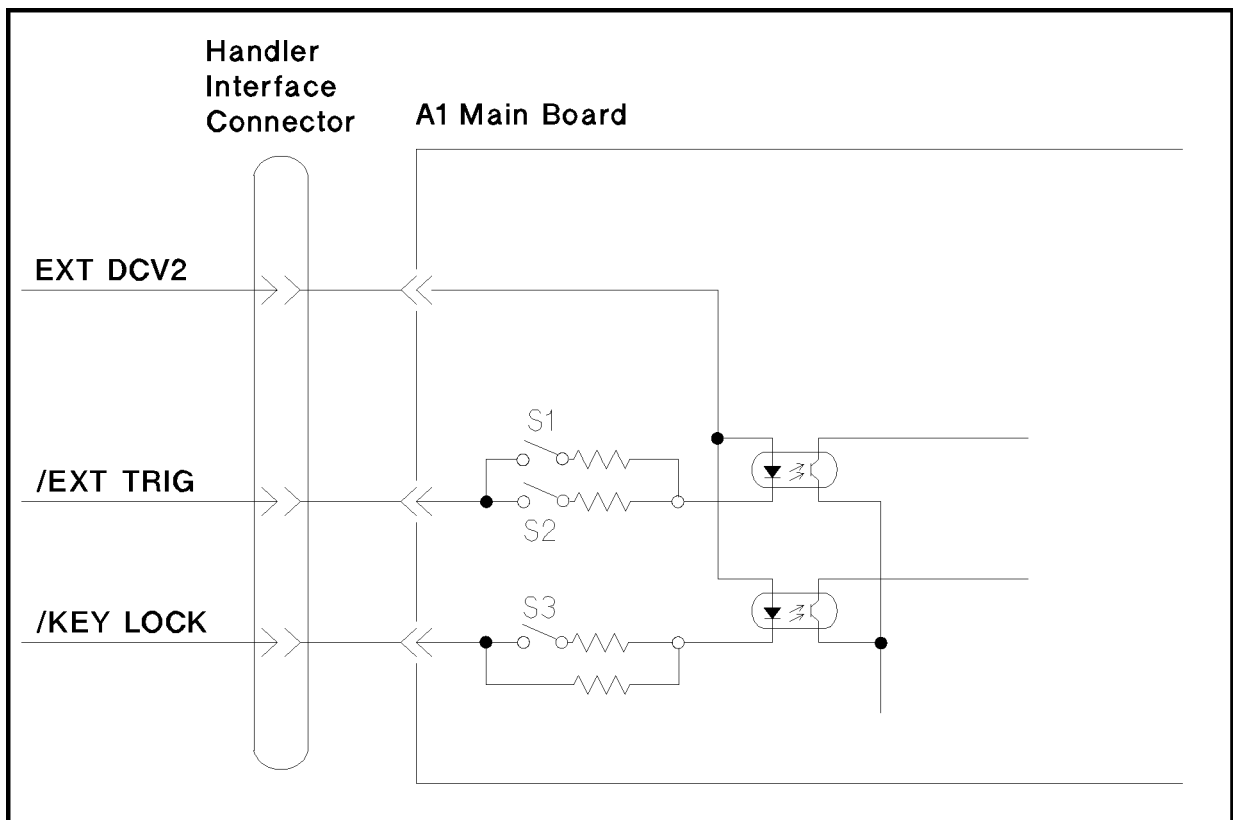 Handler
Interface
Connector
A1 Main Board
EXT DCV2
S1
/EXT TRIG
S2
S3
/KEY LOCK